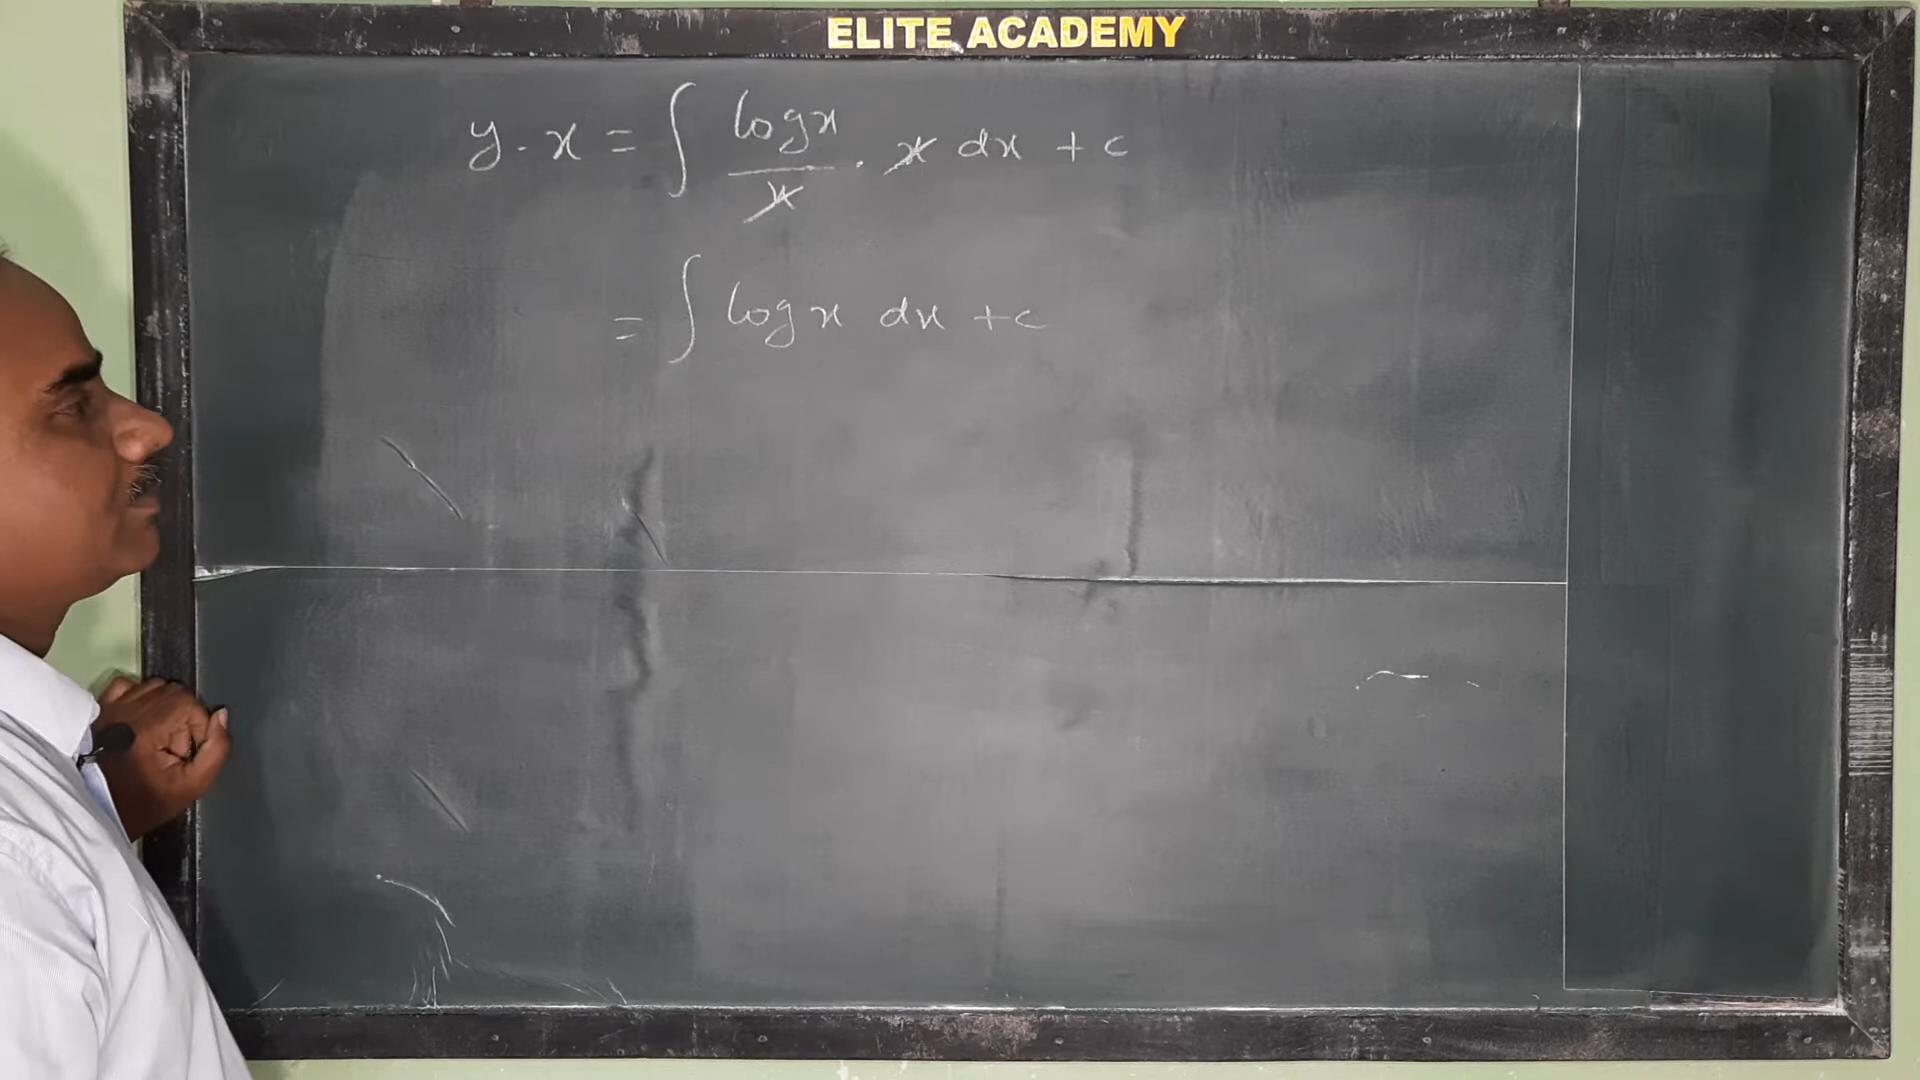 ELITE ACADEMY
y. x = ∫ log x / x . x dx + c
= ∫ log x dx + c